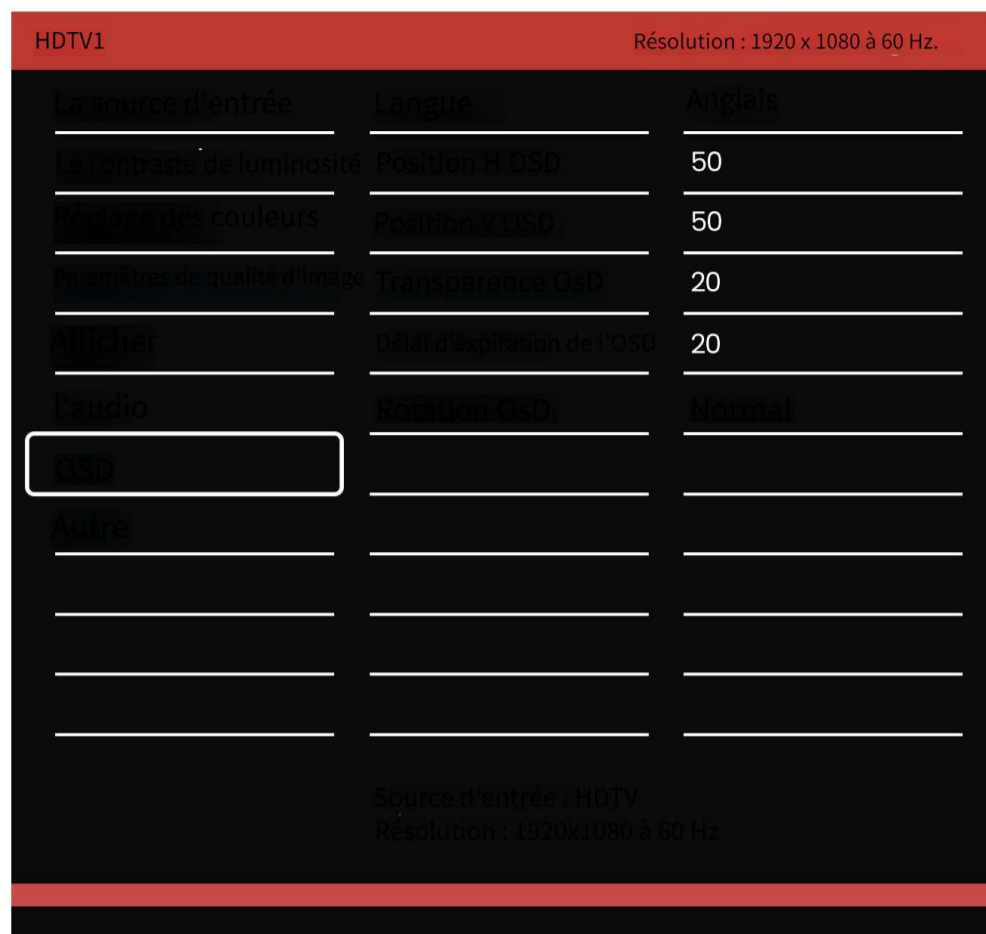 HDTV1
Résolution : 1920 x 1080 à 60 Hz.
La source d'entrée Langue Anglais
Le contraste de luminosité Position H OSD 50
Réglage des couleurs Position V OSD 50
Paramètres de qualité d'image Transparence OsD 20
Afficher Délai d'expiration de l'OSD 20
l'audio Rotation OsD Normal
OSD
Autre
Source d'entrée : HDTV
Résolution : 1920x1080 à 60 Hz